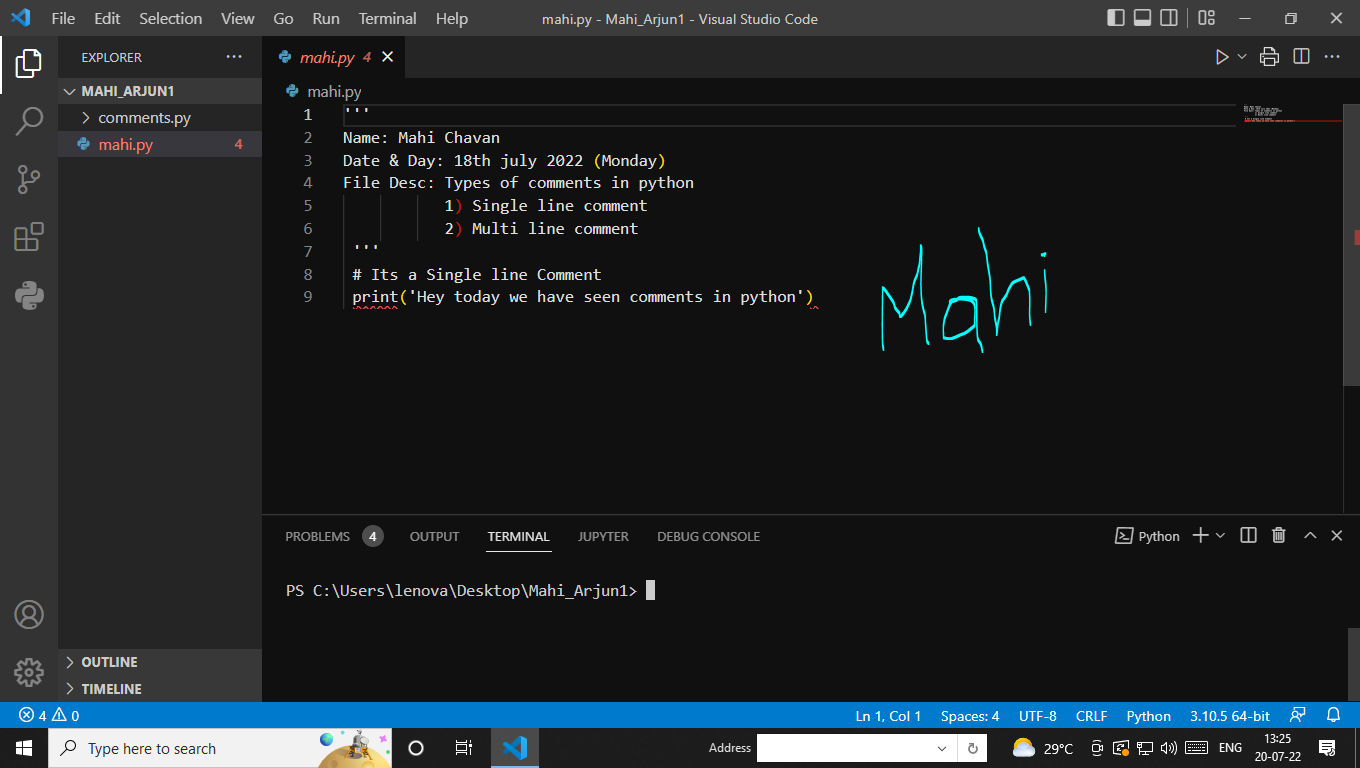 File Edit Selection View Go Run Terminal Help
mahi.py - Mahi_Arjun1 - Visual Studio Code
EXPLORER
MAHI_ARJUN1
comments.py
mahi.py 4
mahi.py 4
mahi.py
1 '''
2 Name: Mahi Chavan
3 Date & Day: 18th july 2022 (Monday)
4 File Desc: Types of comments in python
5 1) Single line comment
6 2) Multi line comment
7 '''
8 # Its a Single line Comment
9 print('Hey today we have seen comments in python')
Mahi
PROBLEMS 4 OUTPUT TERMINAL JUPYTER DEBUG CONSOLE
Python
PS C:\Users\lenova\Desktop\Mahi_Arjun1>
OUTLINE
TIMELINE
4 0
Ln 1, Col 1 Spaces: 4 UTF-8 CRLF Python 3.10.5 64-bit
Type here to search
Address
29°C
ENG
13:25
20-07-22